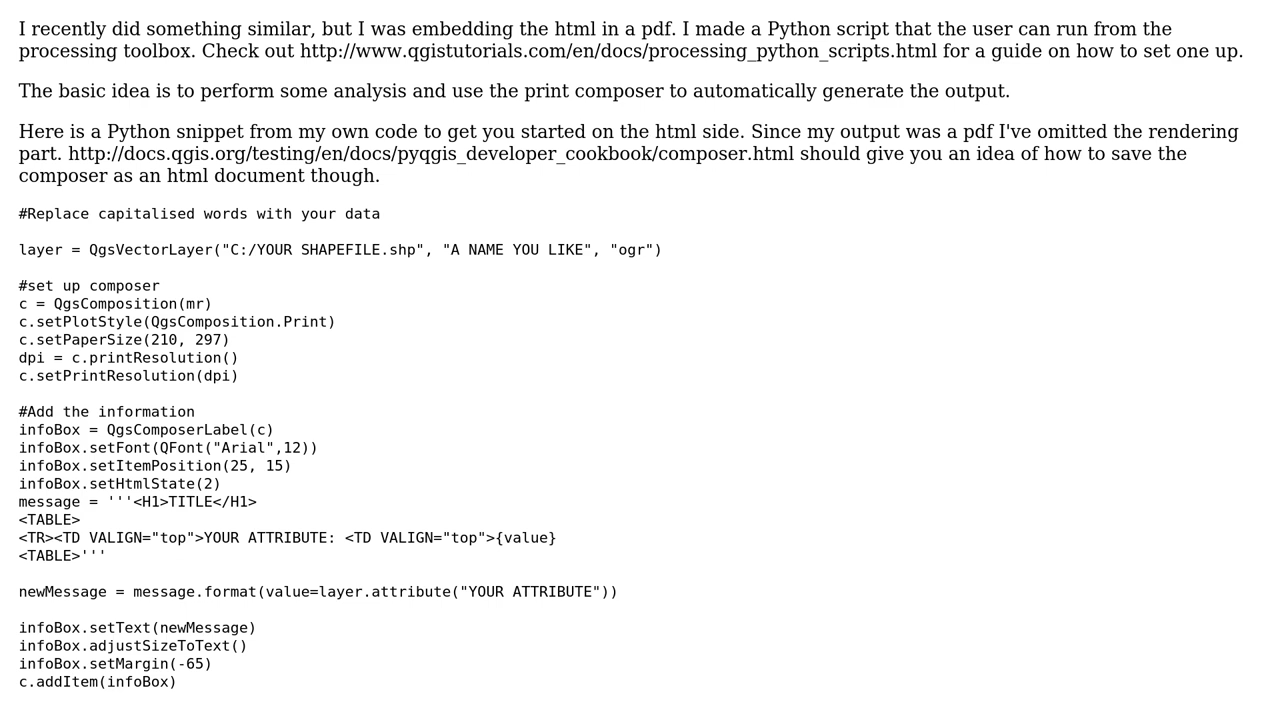 I recently did something similar, but I was embedding the html in a pdf. I made a Python script that the user can run from the
processing toolbox. Check out http://www.qgistutorials.com/en/docs/processing_python_scripts.html for a guide on how to set one up.
The basic idea is to perform some analysis and use the print composer to automatically generate the output.
Here is a Python snippet from my own code to get you started on the html side. Since my output was a pdf I've omitted the rendering
part. http://docs.qgis.org/testing/en/docs/pyqgis_developer_cookbook/composer.html should give you an idea of how to save the
composer as an html document though.
#Replace capitalised words with your data
layer = QgsVectorLayer("C:/YOUR SHAPEFILE.shp", "A NAME YOU LIKE", "ogr")
#set up composer
c = QgsComposition(mr)
c.setPlotStyle(QgsComposition.Print)
c.setPaperSize(210, 297)
dpi = c.printResolution()
c.setPrintResolution(dpi)
#Add the information
infoBox = QgsComposerLabel(c)
infoBox.setFont(QFont("Arial",12))
infoBox.setItemPosition(25, 15)
infoBox.setHtmlState(2)
message = '''<H1>TITLE</H1>
<TABLE>
<TR><TD VALIGN="top">YOUR ATTRIBUTE: <TD VALIGN="top">{value}
<TABLE>'''
newMessage = message.format(value=layer.attribute("YOUR ATTRIBUTE"))
infoBox.setText(newMessage)
infoBox.adjustSizeToText()
infoBox.setMargin(-65)
c.addItem(infoBox)